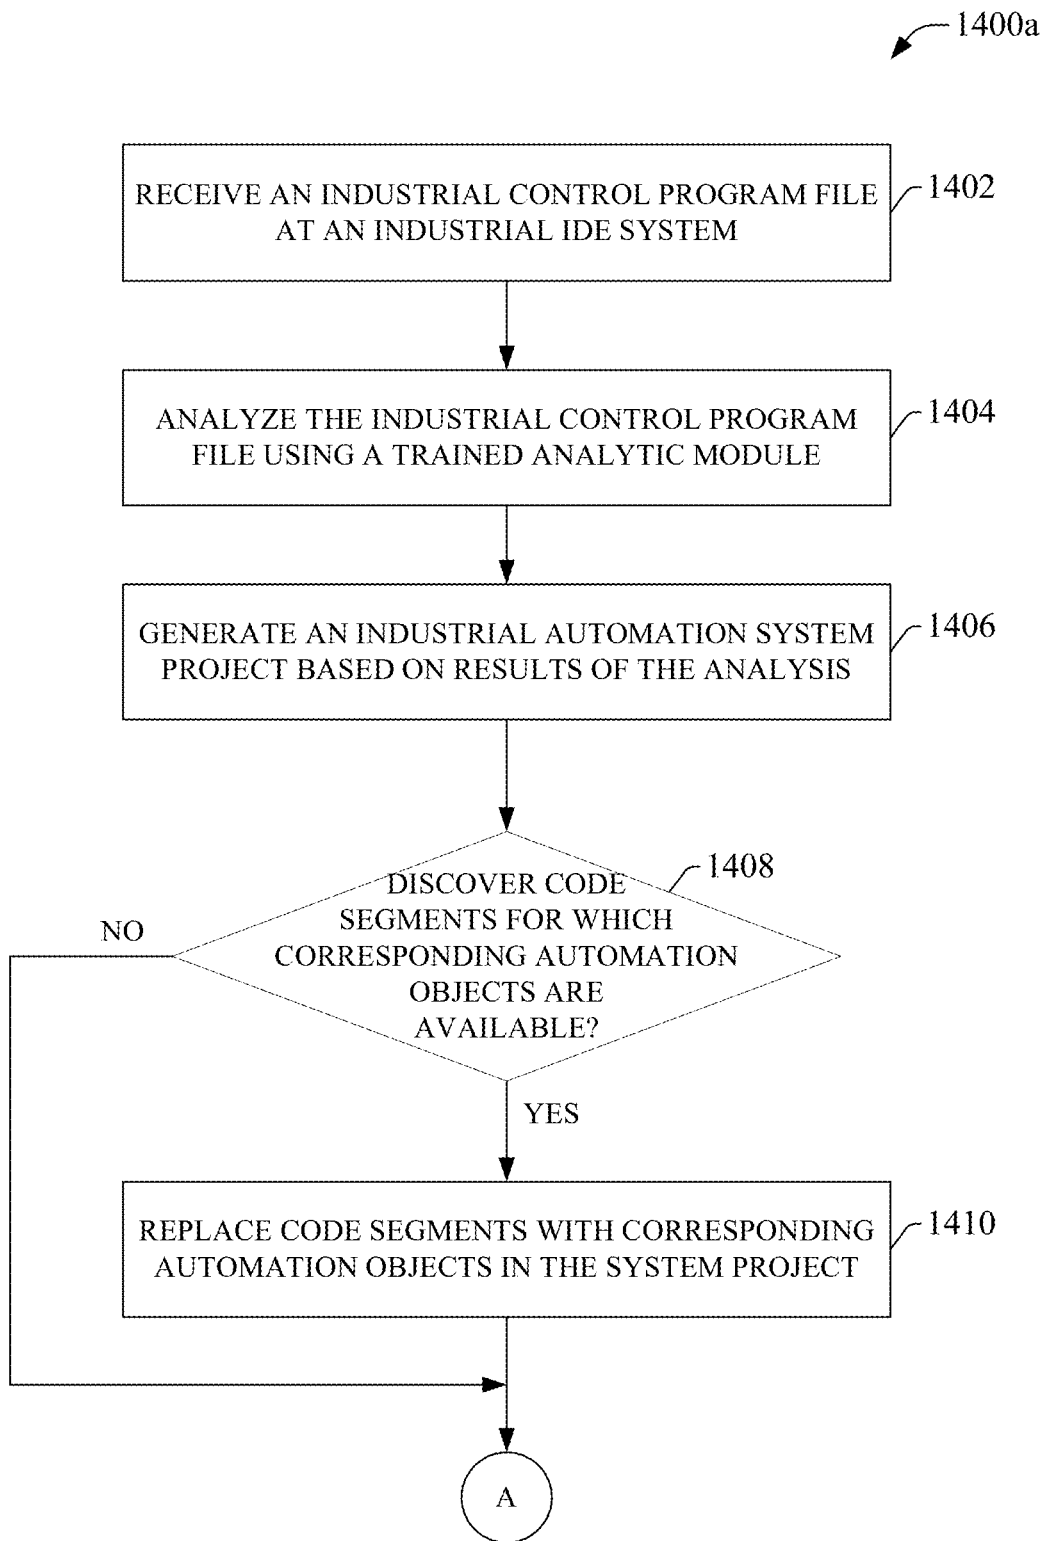 1400a
RECEIVE AN INDUSTRIAL CONTROL PROGRAM FILE
AT AN INDUSTRIAL IDE SYSTEM
1402
ANALYZE THE INDUSTRIAL CONTROL PROGRAM
FILE USING A TRAINED ANALYTIC MODULE
1404
GENERATE AN INDUSTRIAL AUTOMATION SYSTEM
PROJECT BASED ON RESULTS OF THE ANALYSIS
1406
1408
DISCOVER CODE
SEGMENTS FOR WHICH
CORRESPONDING AUTOMATION
OBJECTS ARE
AVAILABLE?
NO
YES
REPLACE CODE SEGMENTS WITH CORRESPONDING
AUTOMATION OBJECTS IN THE SYSTEM PROJECT
1410
A